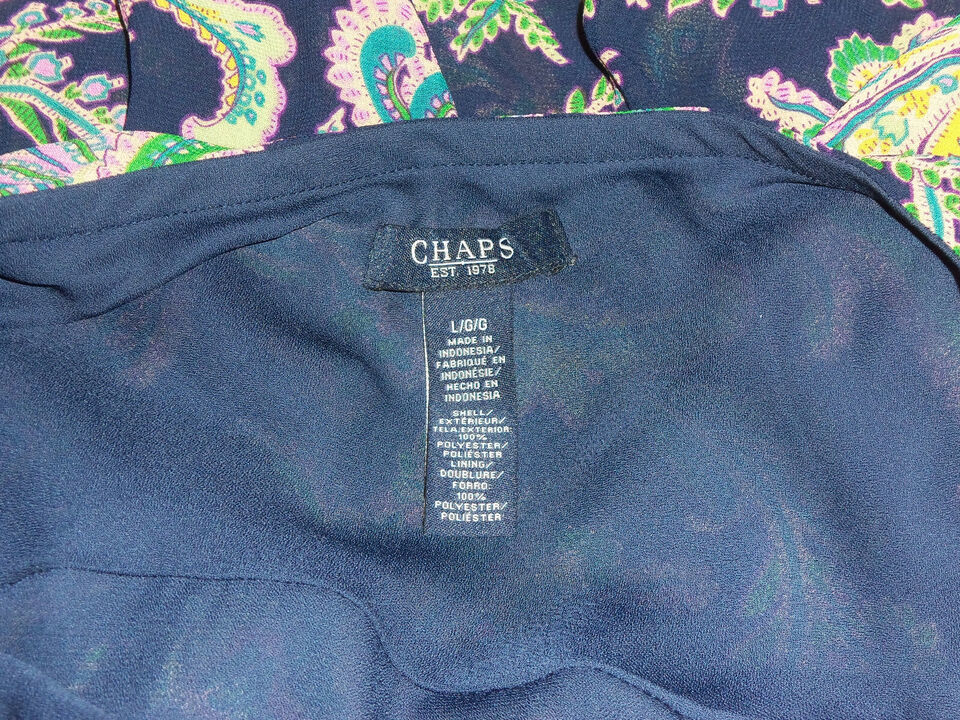 CHAPS
EST. 1978
L/G/G
MADE IN
INDONESIA/
FABRIQUÉ EN
INDONÉSIE/
HECHO EN
INDONESIA
SHELL/
EXTÉRIEUR/
TELA:EXTERIOR:
100%
POLYESTER/
POLIÉSTER
LINING/
DOUBLURE/
FORRO:
100%
POLYESTER/
POLIÉSTER